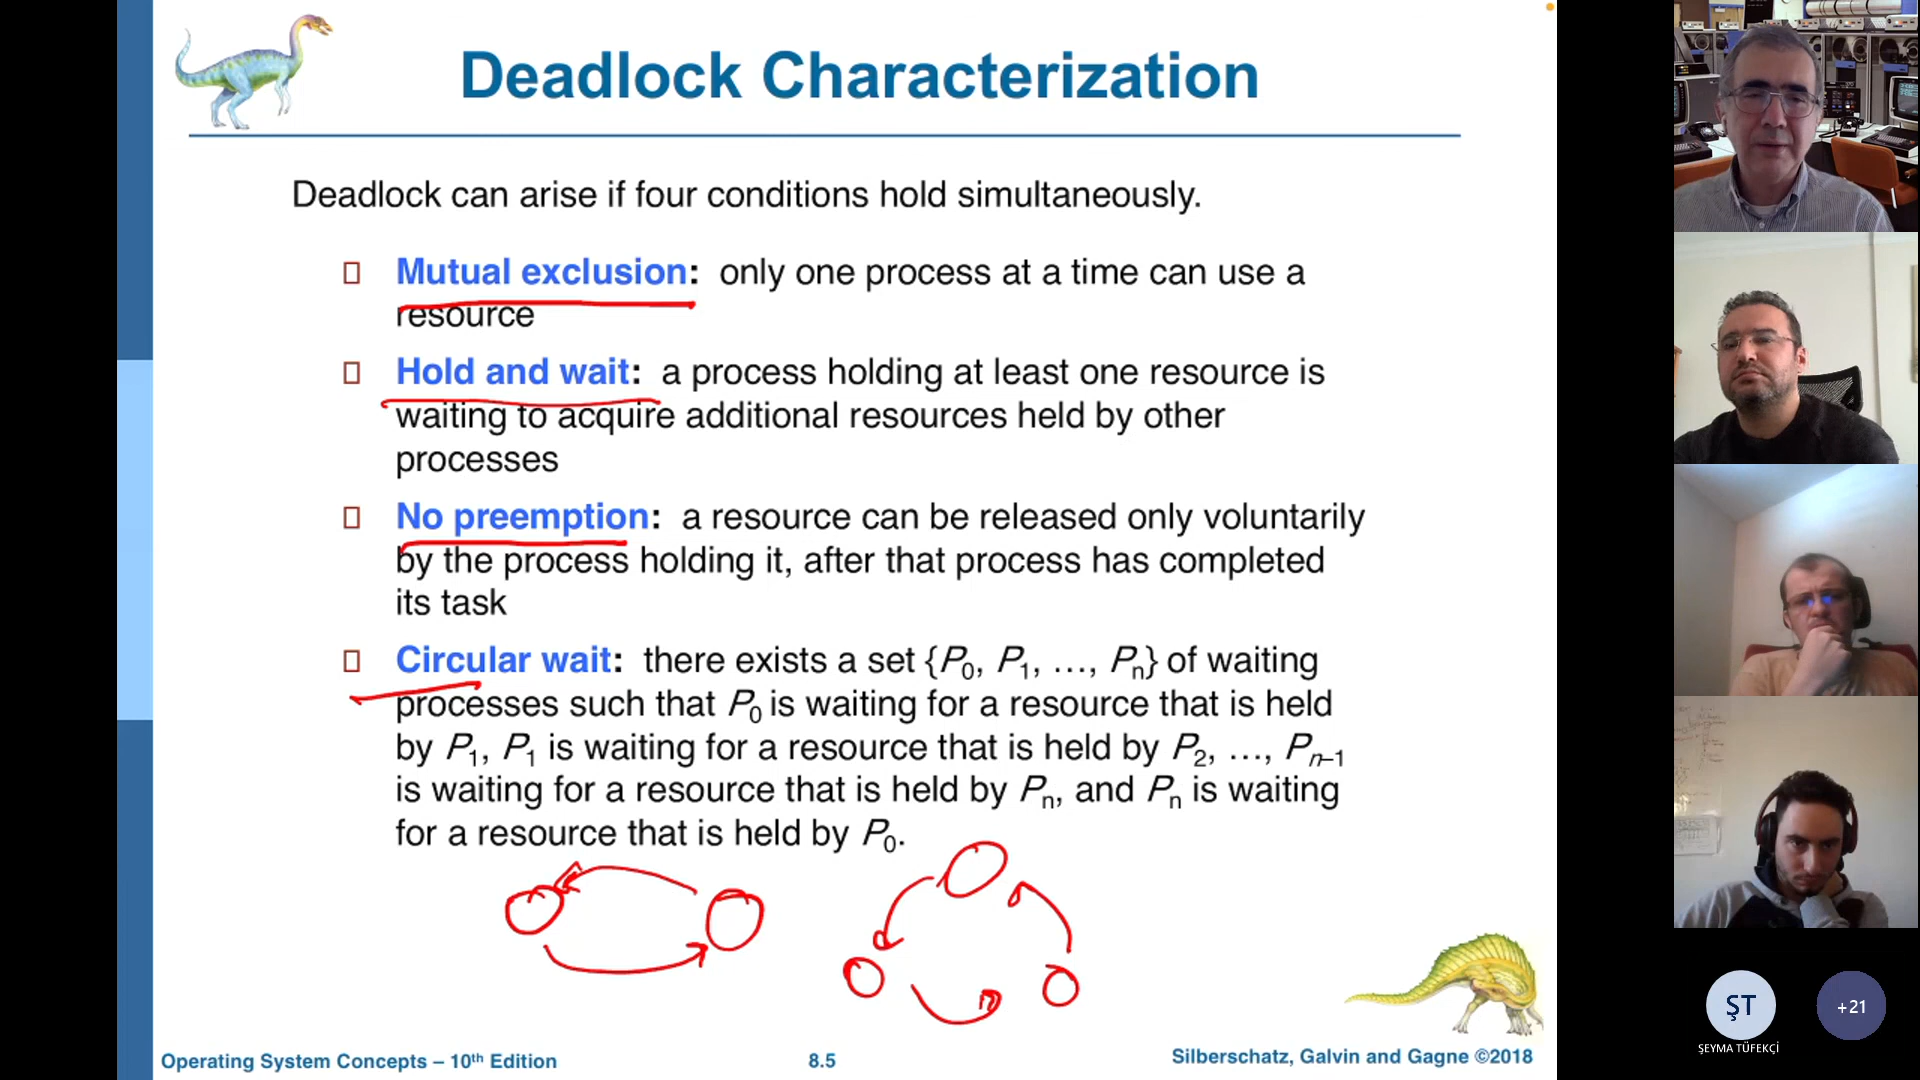 Deadlock Characterization
Deadlock can arise if four conditions hold simultaneously.
Mutual exclusion: only one process at a time can use a
resource
Hold and wait: a process holding at least one resource is
waiting to acquire additional resources held by other
processes
No preemption: a resource can be released only voluntarily
by the process holding it, after that process has completed
its task
Circular wait: there exists a set {P0, P1, …, Pn} of waiting
processes such that P0 is waiting for a resource that is held
by P1, P1 is waiting for a resource that is held by P2, …, Pn–1
is waiting for a resource that is held by Pn, and Pn is waiting
for a resource that is held by P0.
Operating System Concepts – 10th Edition
8.5
Silberschatz, Galvin and Gagne ©2018
ŞT
+21
ŞEYMA TÜFEKÇİ